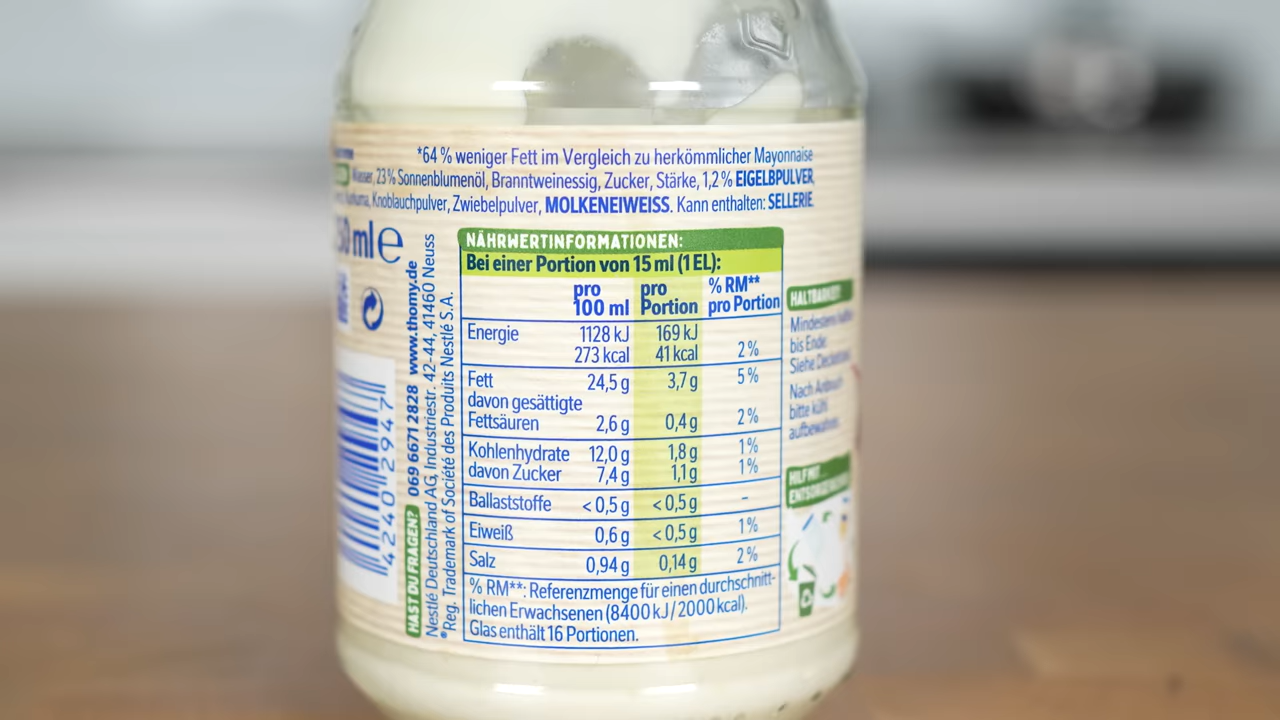 *64 % weniger Fett im Vergleich zu herkömmlicher Mayonnaise
Wasser, 23 % Sonnenblumenöl, Branntweinessig, Zucker, Stärke, 1,2 % EIGELBPULVER,
Knoblauchpulver, Zwiebelpulver, MOLKENEIWEISS. Kann enthalten: SELLERIE.
ml e
4240 2947
HAST DU FRAGEN? 069 6671 2828 www.thomy.de
Nestlé Deutschland AG, Industriestr. 42-44, 41460 Neuss
®Reg. Trademark of Société des Produits Nestlé S.A.
NÄHRWERTINFORMATIONEN:
Bei einer Portion von 15 ml (1 EL):
pro 100 ml pro Portion % RM** pro Portion
Energie 1128 kJ 169 kJ
273 kcal 41 kcal 2 %
Fett 24,5 g 3,7 g 5 %
davon gesättigte
Fettsäuren 2,6 g 0,4 g 2 %
Kohlenhydrate 12,0 g 1,8 g 1 %
davon Zucker 7,4 g 1,1 g 1 %
Ballaststoffe < 0,5 g < 0,5 g –
Eiweiß 0,6 g < 0,5 g 1 %
Salz 0,94 g 0,14 g 2 %
% RM**: Referenzmenge für einen durchschnitt-
lichen Erwachsenen (8400 kJ / 2000 kcal).
Glas enthält 16 Portionen.
HALTBARKEIT
Mindestens haltbar
bis Ende:
Siehe
Nach Anbruch
bitte kühl
aufbewahren.
HILF MIT